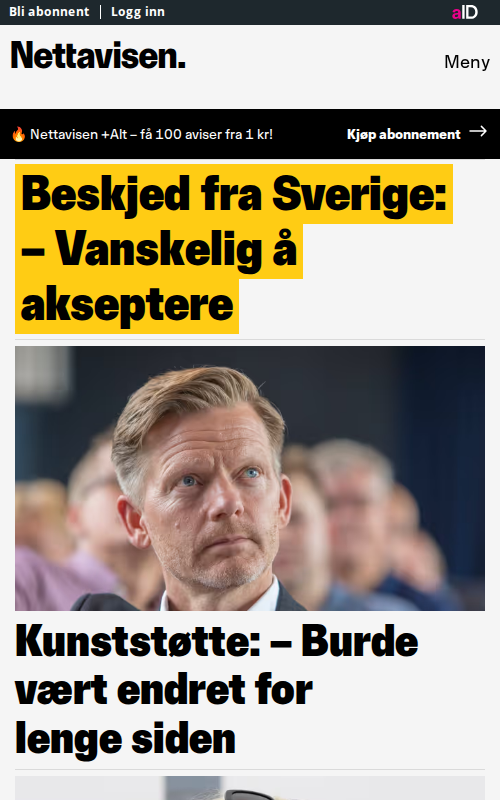 Bli abonnent | Logg inn aID
Nettavisen.
Meny
🔥 Nettavisen +Alt – få 100 aviser fra 1 kr! Kjøp abonnement →
Beskjed fra Sverige:
– Vanskelig å
akseptere
Kunststøtte: – Burde
vært endret for
lenge siden